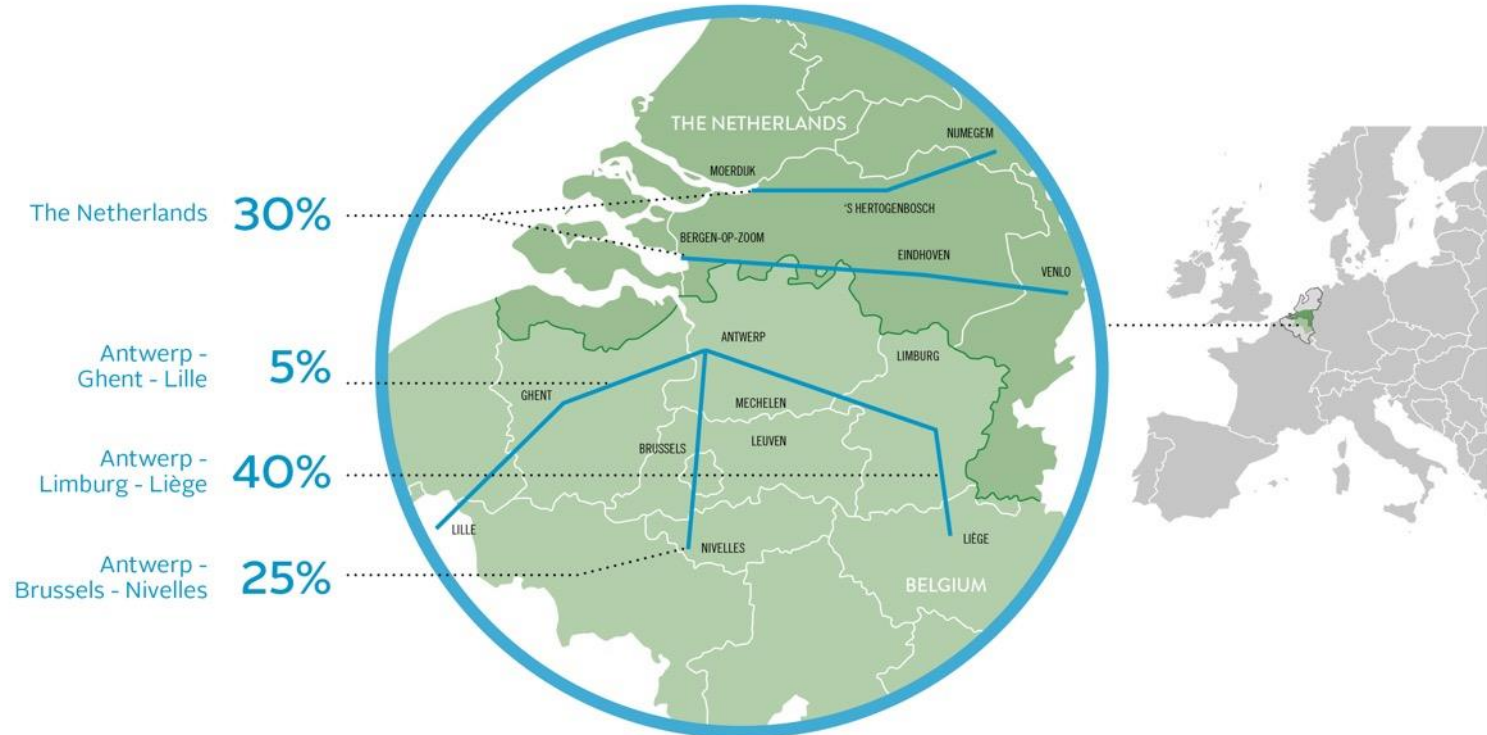 The Netherlands 30%
Antwerp -
Ghent - Lille 5%
Antwerp -
Limburg - Liège 40%
Antwerp -
Brussels - Nivelles 25%
THE NETHERLANDS
NIJMEGEM
MOERDIJK
'S HERTOGENBOSCH
BERGEN-OP-ZOOM
EINDHOVEN
VENLO
ANTWERP
LIMBURG
GHENT
MECHELEN
BRUSSELS
LEUVEN
LILLE
NIVELLES
LIÈGE
BELGIUM